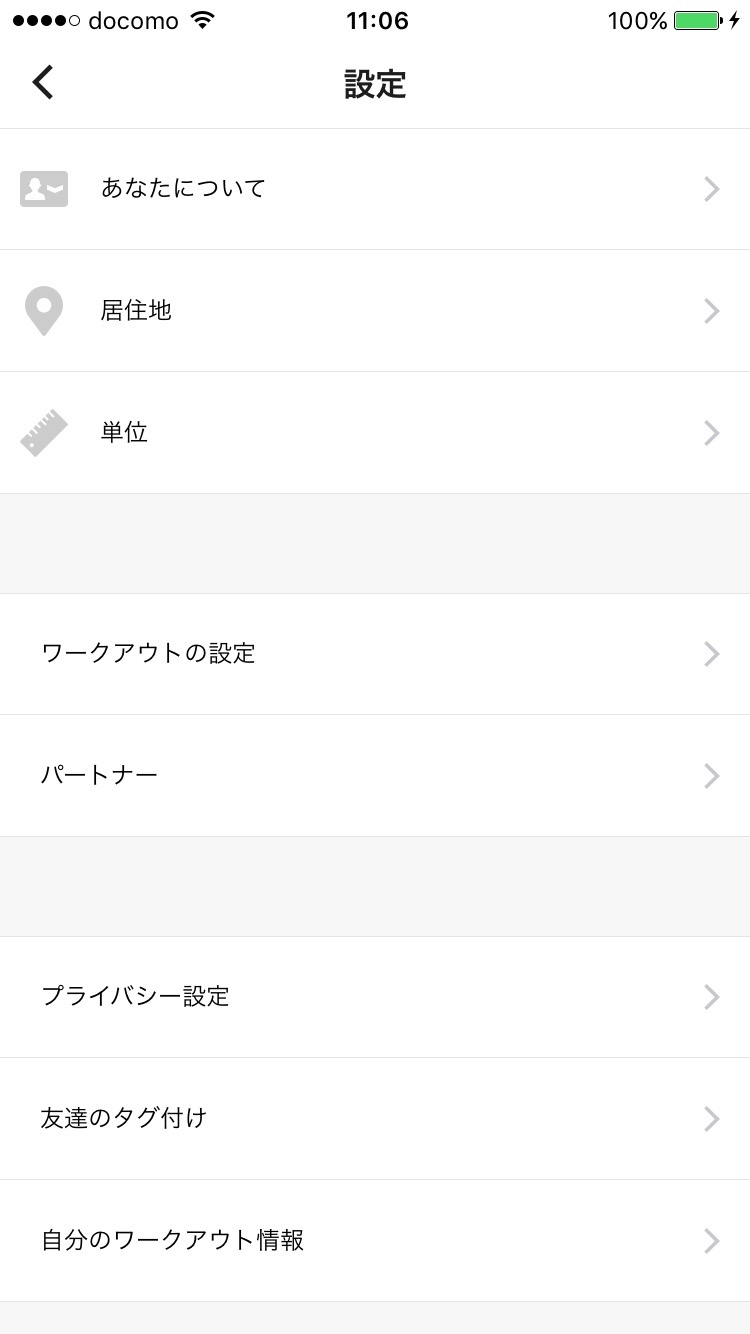 docomo 11:06 100%
設定
あなたについて
居住地
単位
ワークアウトの設定
パートナー
プライバシー設定
友達のタグ付け
自分のワークアウト情報